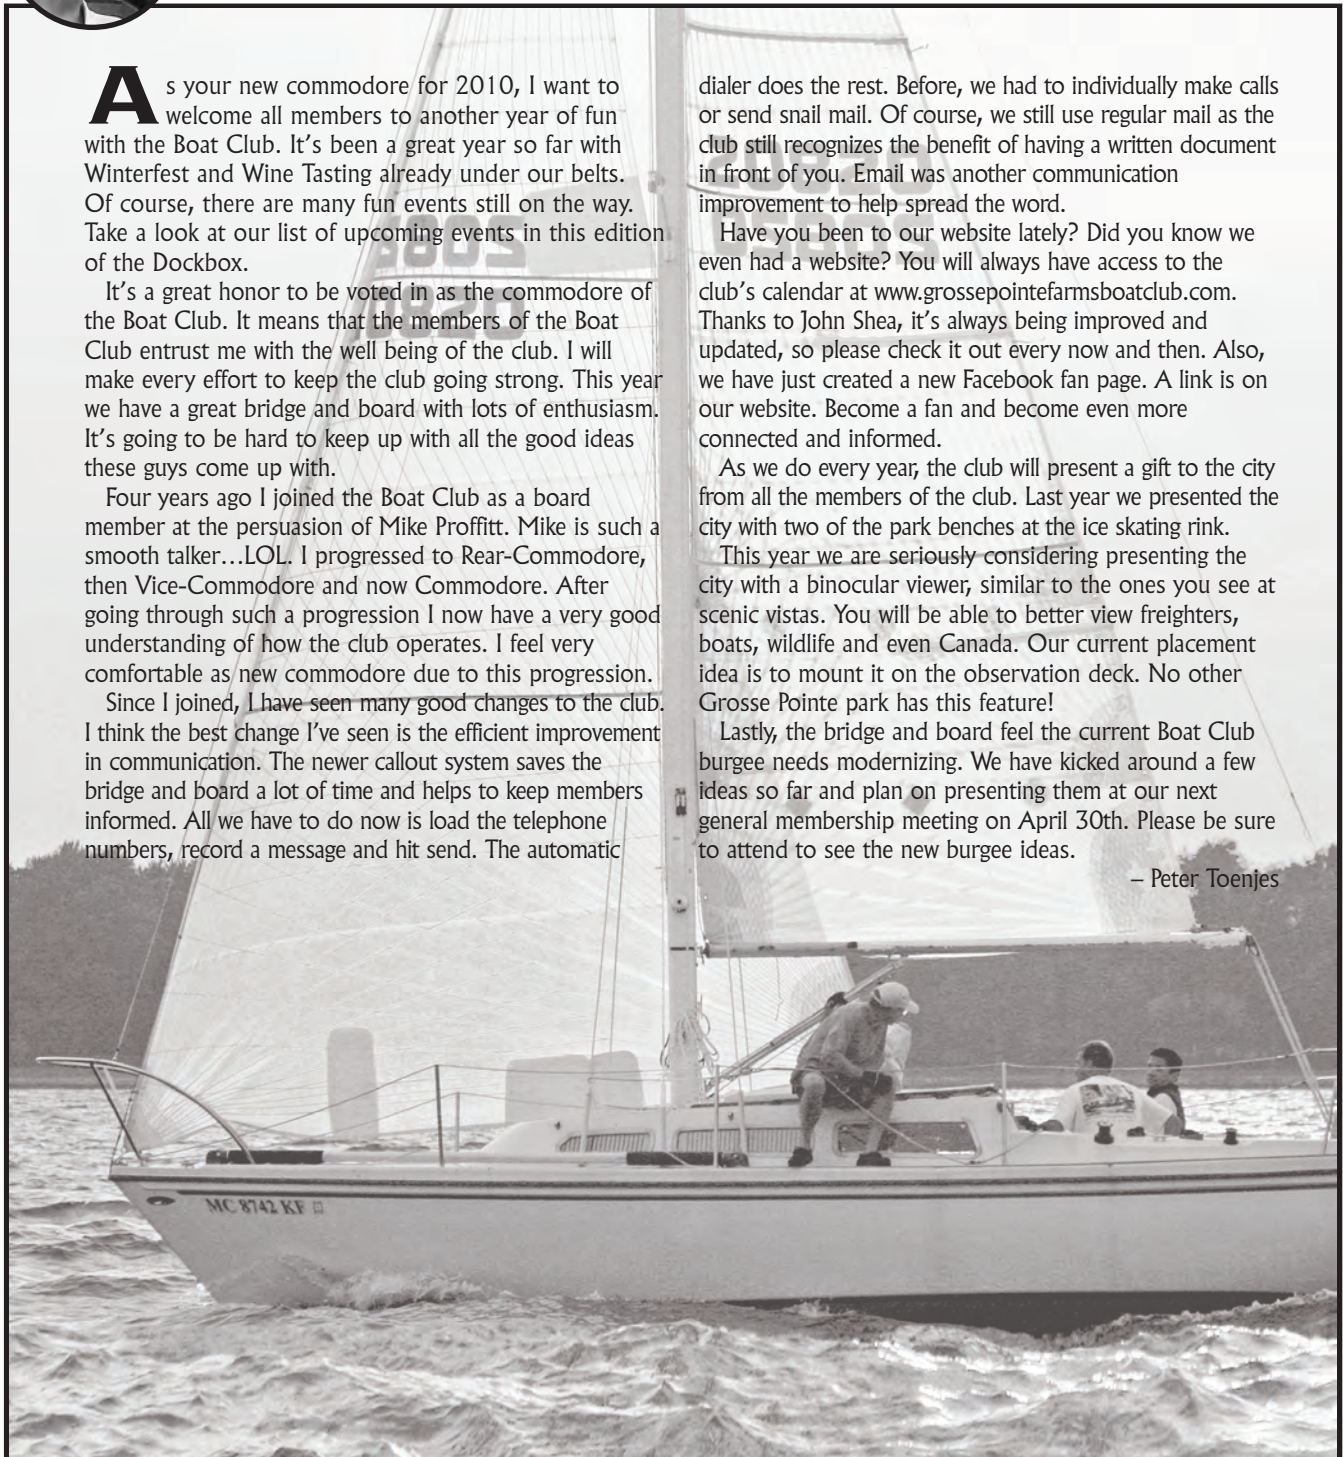 As your new commodore for 2010, I want to
welcome all members to another year of fun
with the Boat Club. It's been a great year so far with
Winterfest and Wine Tasting already under our belts.
Of course, there are many fun events still on the way.
Take a look at our list of upcoming events in this edition
of the Dockbox.
It's a great honor to be voted in as the commodore of
the Boat Club. It means that the members of the Boat
Club entrust me with the well being of the club. I will
make every effort to keep the club going strong. This year
we have a great bridge and board with lots of enthusiasm.
It's going to be hard to keep up with all the good ideas
these guys come up with.
Four years ago I joined the Boat Club as a board
member at the persuasion of Mike Proffitt. Mike is such a
smooth talker…LOL. I progressed to Rear-Commodore,
then Vice-Commodore and now Commodore. After
going through such a progression I now have a very good
understanding of how the club operates. I feel very
comfortable as new commodore due to this progression.
Since I joined, I have seen many good changes to the club.
I think the best change I've seen is the efficient improvement
in communication. The newer callout system saves the
bridge and board a lot of time and helps to keep members
informed. All we have to do now is load the telephone
numbers, record a message and hit send. The automatic
dialer does the rest. Before, we had to individually make calls
or send snail mail. Of course, we still use regular mail as the
club still recognizes the benefit of having a written document
in front of you. Email was another communication
improvement to help spread the word.
Have you been to our website lately? Did you know we
even had a website? You will always have access to the
club's calendar at www.grossepointefarmsboatclub.com.
Thanks to John Shea, it's always being improved and
updated, so please check it out every now and then. Also,
we have just created a new Facebook fan page. A link is on
our website. Become a fan and become even more
connected and informed.
As we do every year, the club will present a gift to the city
from all the members of the club. Last year we presented the
city with two of the park benches at the ice skating rink.
This year we are seriously considering presenting the
city with a binocular viewer, similar to the ones you see at
scenic vistas. You will be able to better view freighters,
boats, wildlife and even Canada. Our current placement
idea is to mount it on the observation deck. No other
Grosse Pointe park has this feature!
Lastly, the bridge and board feel the current Boat Club
burgee needs modernizing. We have kicked around a few
ideas so far and plan on presenting them at our next
general membership meeting on April 30th. Please be sure
to attend to see the new burgee ideas.
– Peter Toenjes
MC 8742 KF